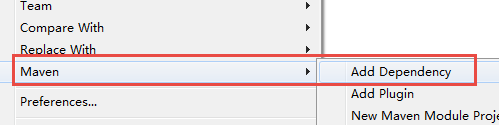 Team
Compare With
Replace With
Maven
Add Dependency
Add Plugin
Preferences...
New Maven Module Proje